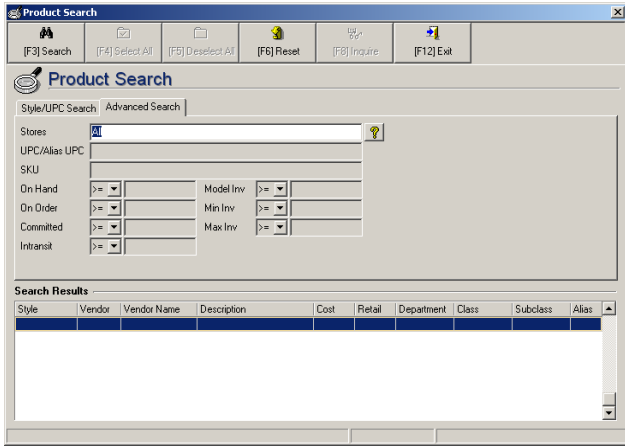 Product Search
[F3] Search [F4] Select All [F5] Deselect All [F6] Reset [F8] Inquire [F12] Exit
Product Search
Style/UPC Search Advanced Search
Stores All
UPC/Alias UPC
SKU
On Hand >= Model Inv >=
On Order >= Min Inv >=
Committed >= Max Inv >=
Intransit >=
Search Results
Style Vendor Vendor Name Description Cost Retail Department Class Subclass Alias